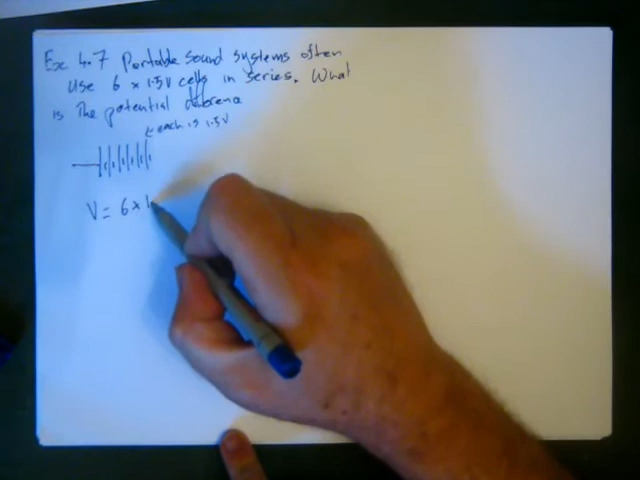 Ex 4.7 Portable sound systems often
use 6 x 1.5V cells in series. What
is the potential difference
each is 1.5V
V = 6 x 1